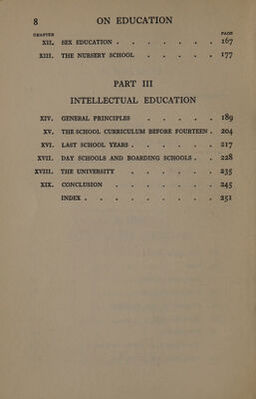 8 ON EDUCATION
CHAPTER PAGE
XII. SEX EDUCATION . . . . . . . 167
XIII. THE NURSERY SCHOOL . . . . . 177
PART III
INTELLECTUAL EDUCATION
XIV. GENERAL PRINCIPLES . . . . . 189
XV. THE SCHOOL CURRICULUM BEFORE FOURTEEN . 204
XVI. LAST SCHOOL YEARS . . . . . . 217
XVII. DAY SCHOOLS AND BOARDING SCHOOLS . . 228
XVIII. THE UNIVERSITY . . . . . . 235
XIX. CONCLUSION . . . . . . 245
INDEX . . . . . . . . 251